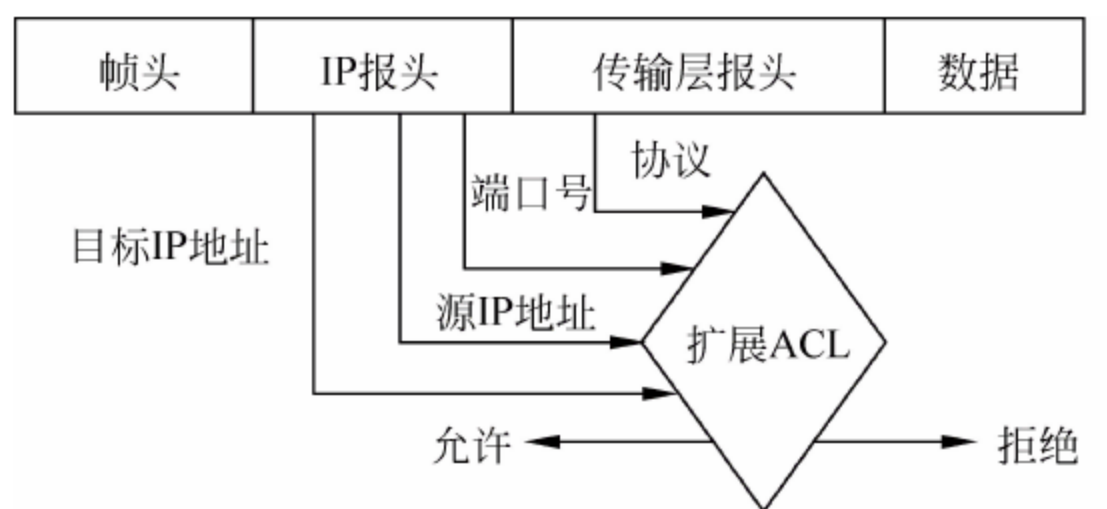 帧头 IP报头 传输层报头 数据
协议
端口号
目标IP地址
源IP地址
扩展ACL
允许 拒绝